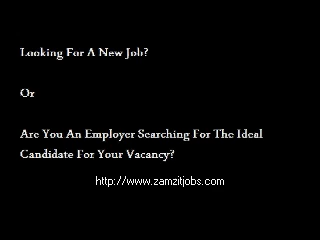 Looking For A New Job?
Or
Are You An Employer Searching For The Ideal
Candidate For Your Vacancy?
http://www.zamzitjobs.com